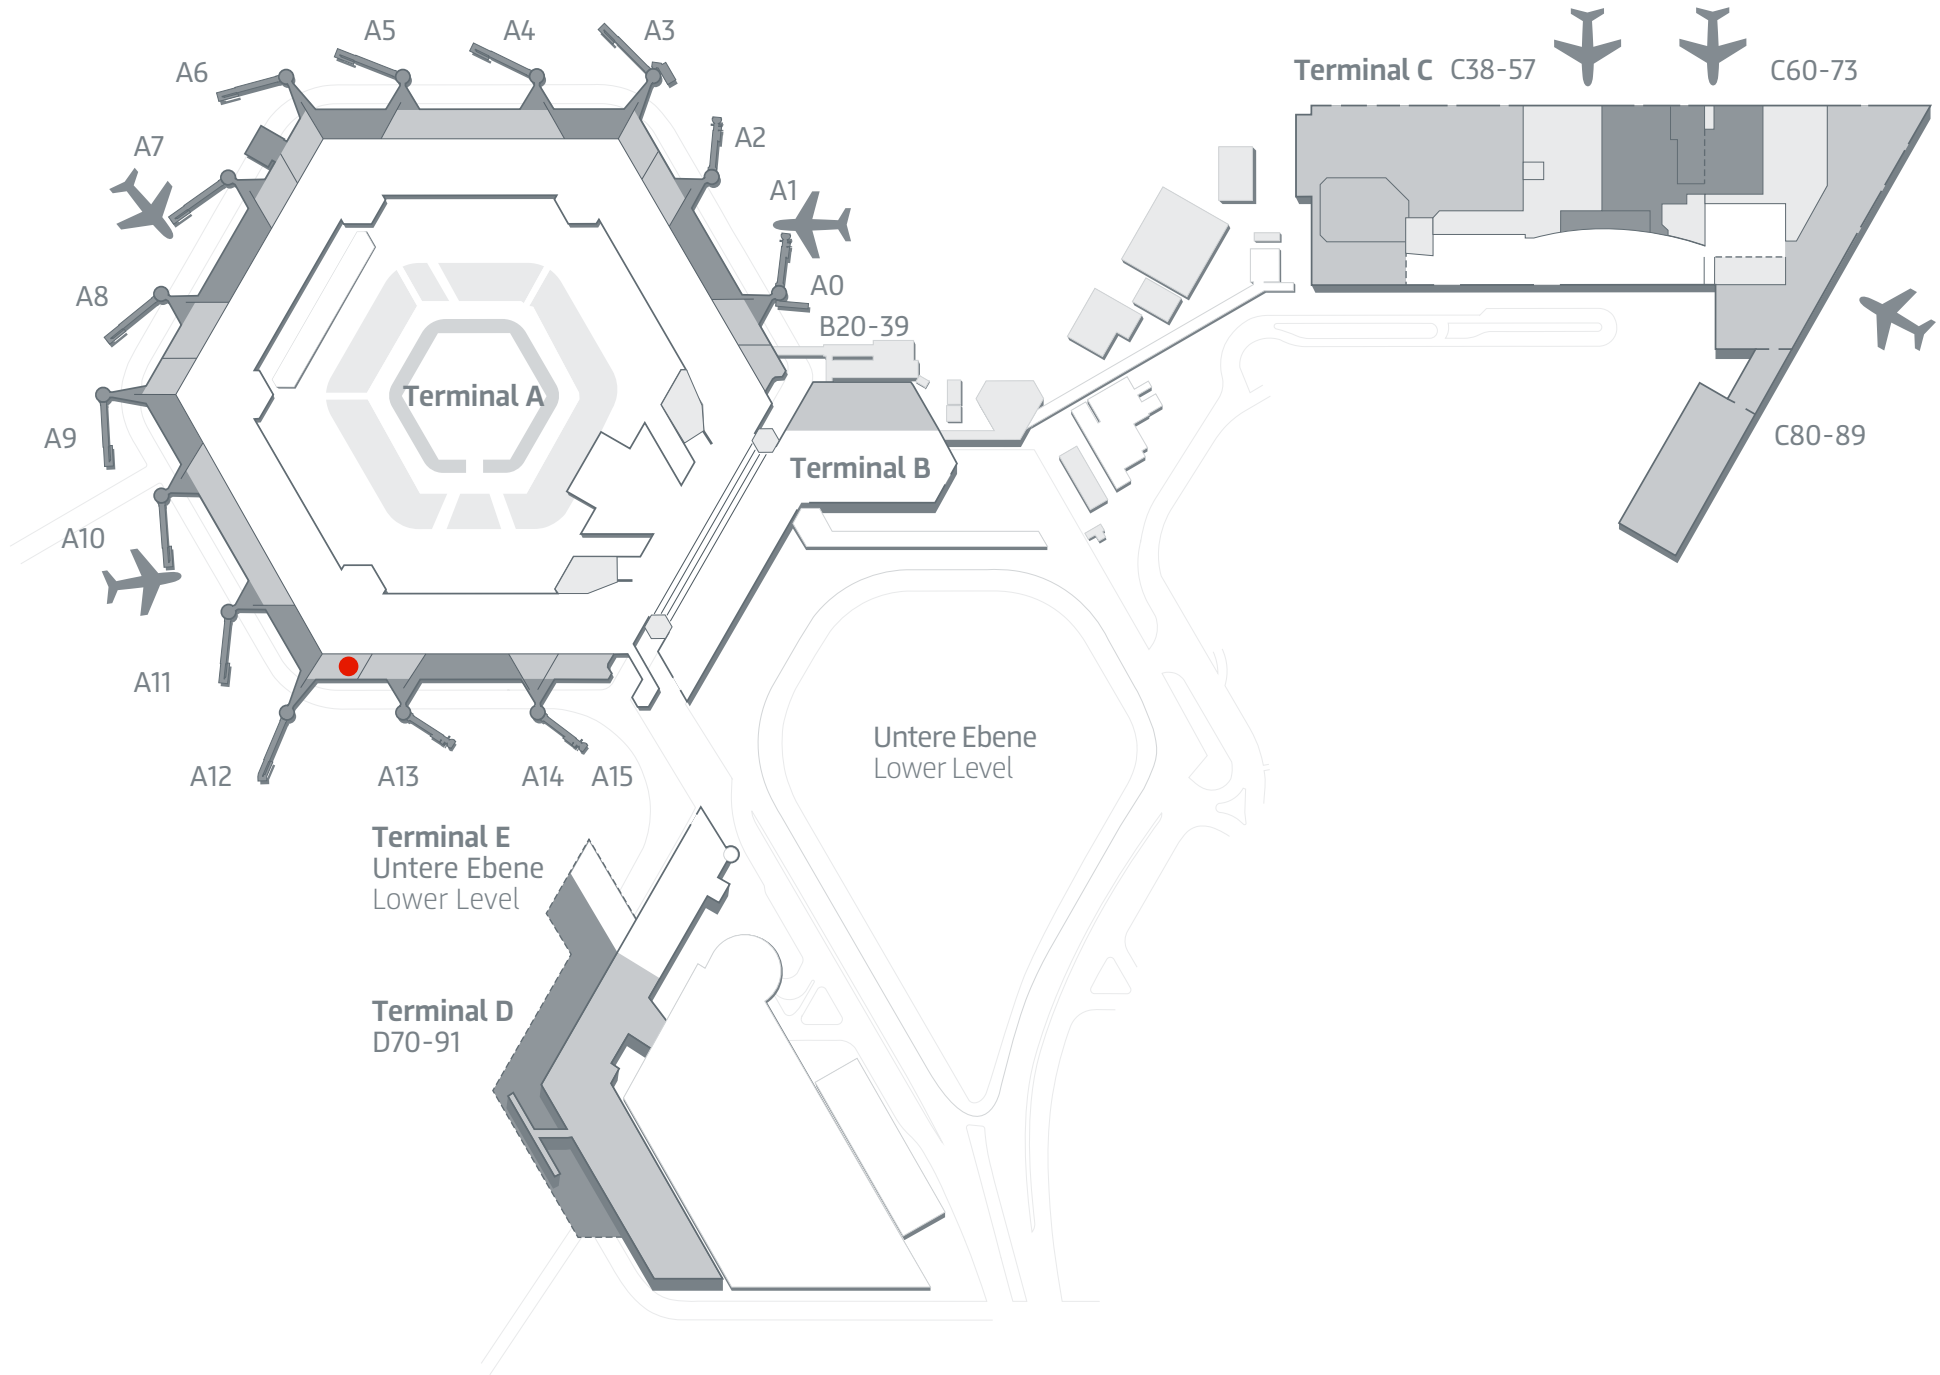 A5
A4
A3
A6
Terminal C C38-57
C60-73
A7
A2
A1
A8
A0
B20-39
Terminal A
A9
Terminal B
C80-89
A10
A11
Untere Ebene
Lower Level
A12
A13
A14
A15
Terminal E
Untere Ebene
Lower Level
Terminal D
D70-91